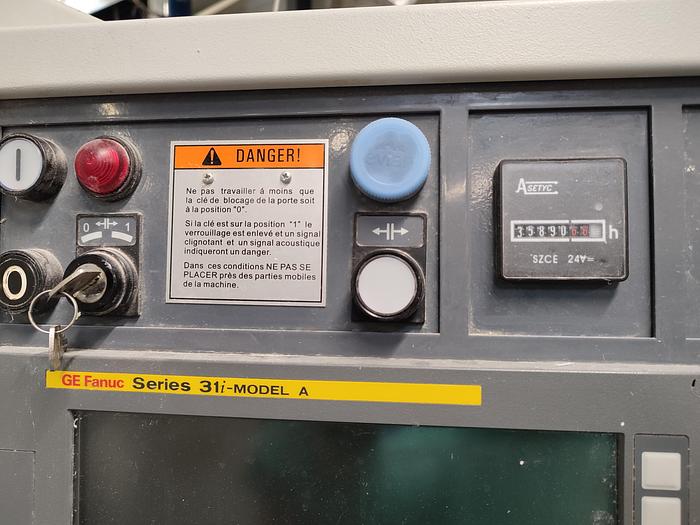 DANGER!
Ne pas travailler à moins que
la clé de blocage de la porte soit
à la position "0".
Si la clé est sur la position "1" le
verrouillage est enlevé et un signal
clignotant et un signal acoustique
indiqueront un danger.
Dans ces conditions NE PAS SE
PLACER près des parties mobiles
de la machine.
0 1
ASETYC
h
SZCE 24V
GE Fanuc Series 31i-MODEL A